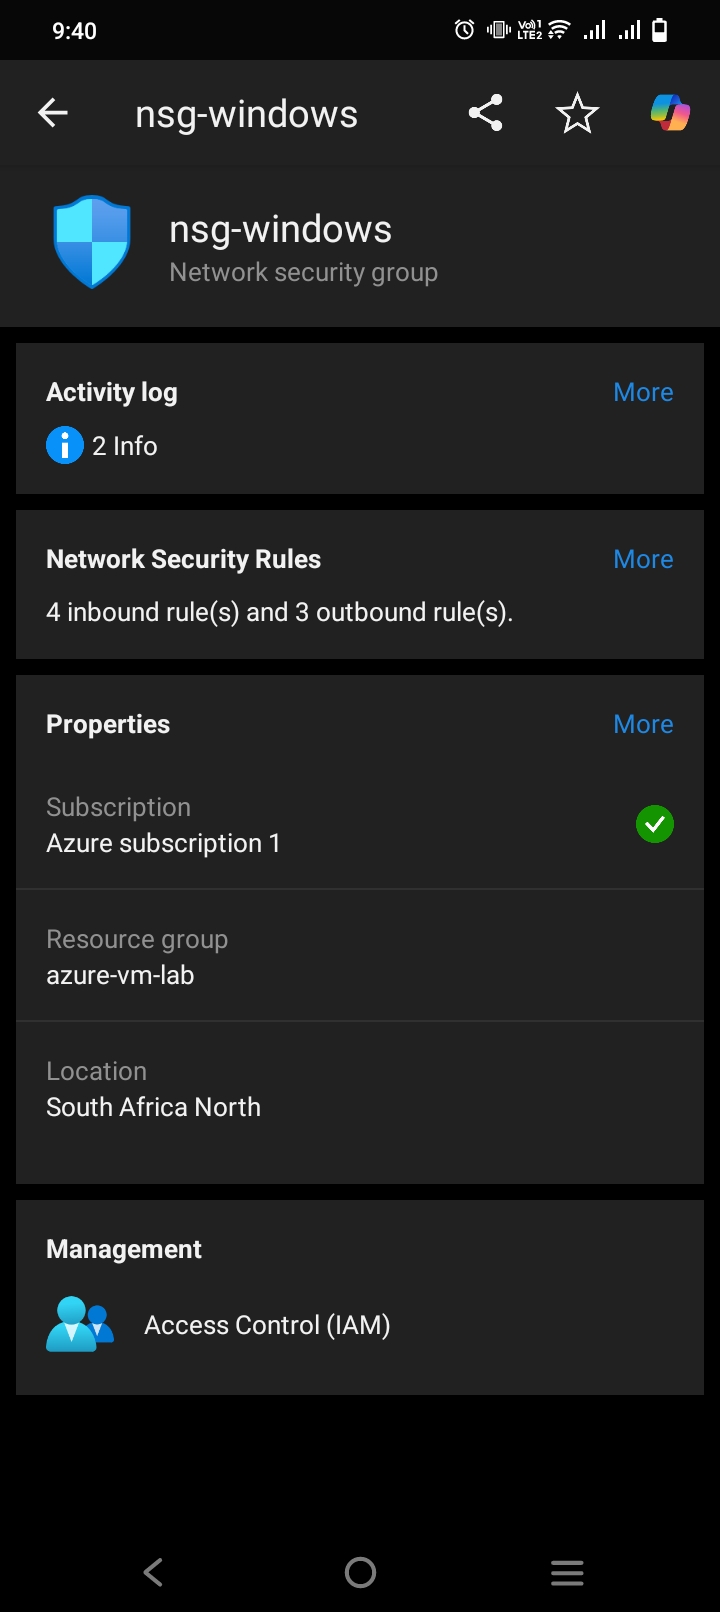 9:40
Vo) 1
LTE2
nsg-windows
nsg-windows
Network security group
Activity log
More
2 Info
Network Security Rules
More
4 inbound rule(s) and 3 outbound rule(s).
Properties
More
Subscription
Azure subscription 1
Resource group
azure-vm-lab
Location
South Africa North
Management
Access Control (IAM)